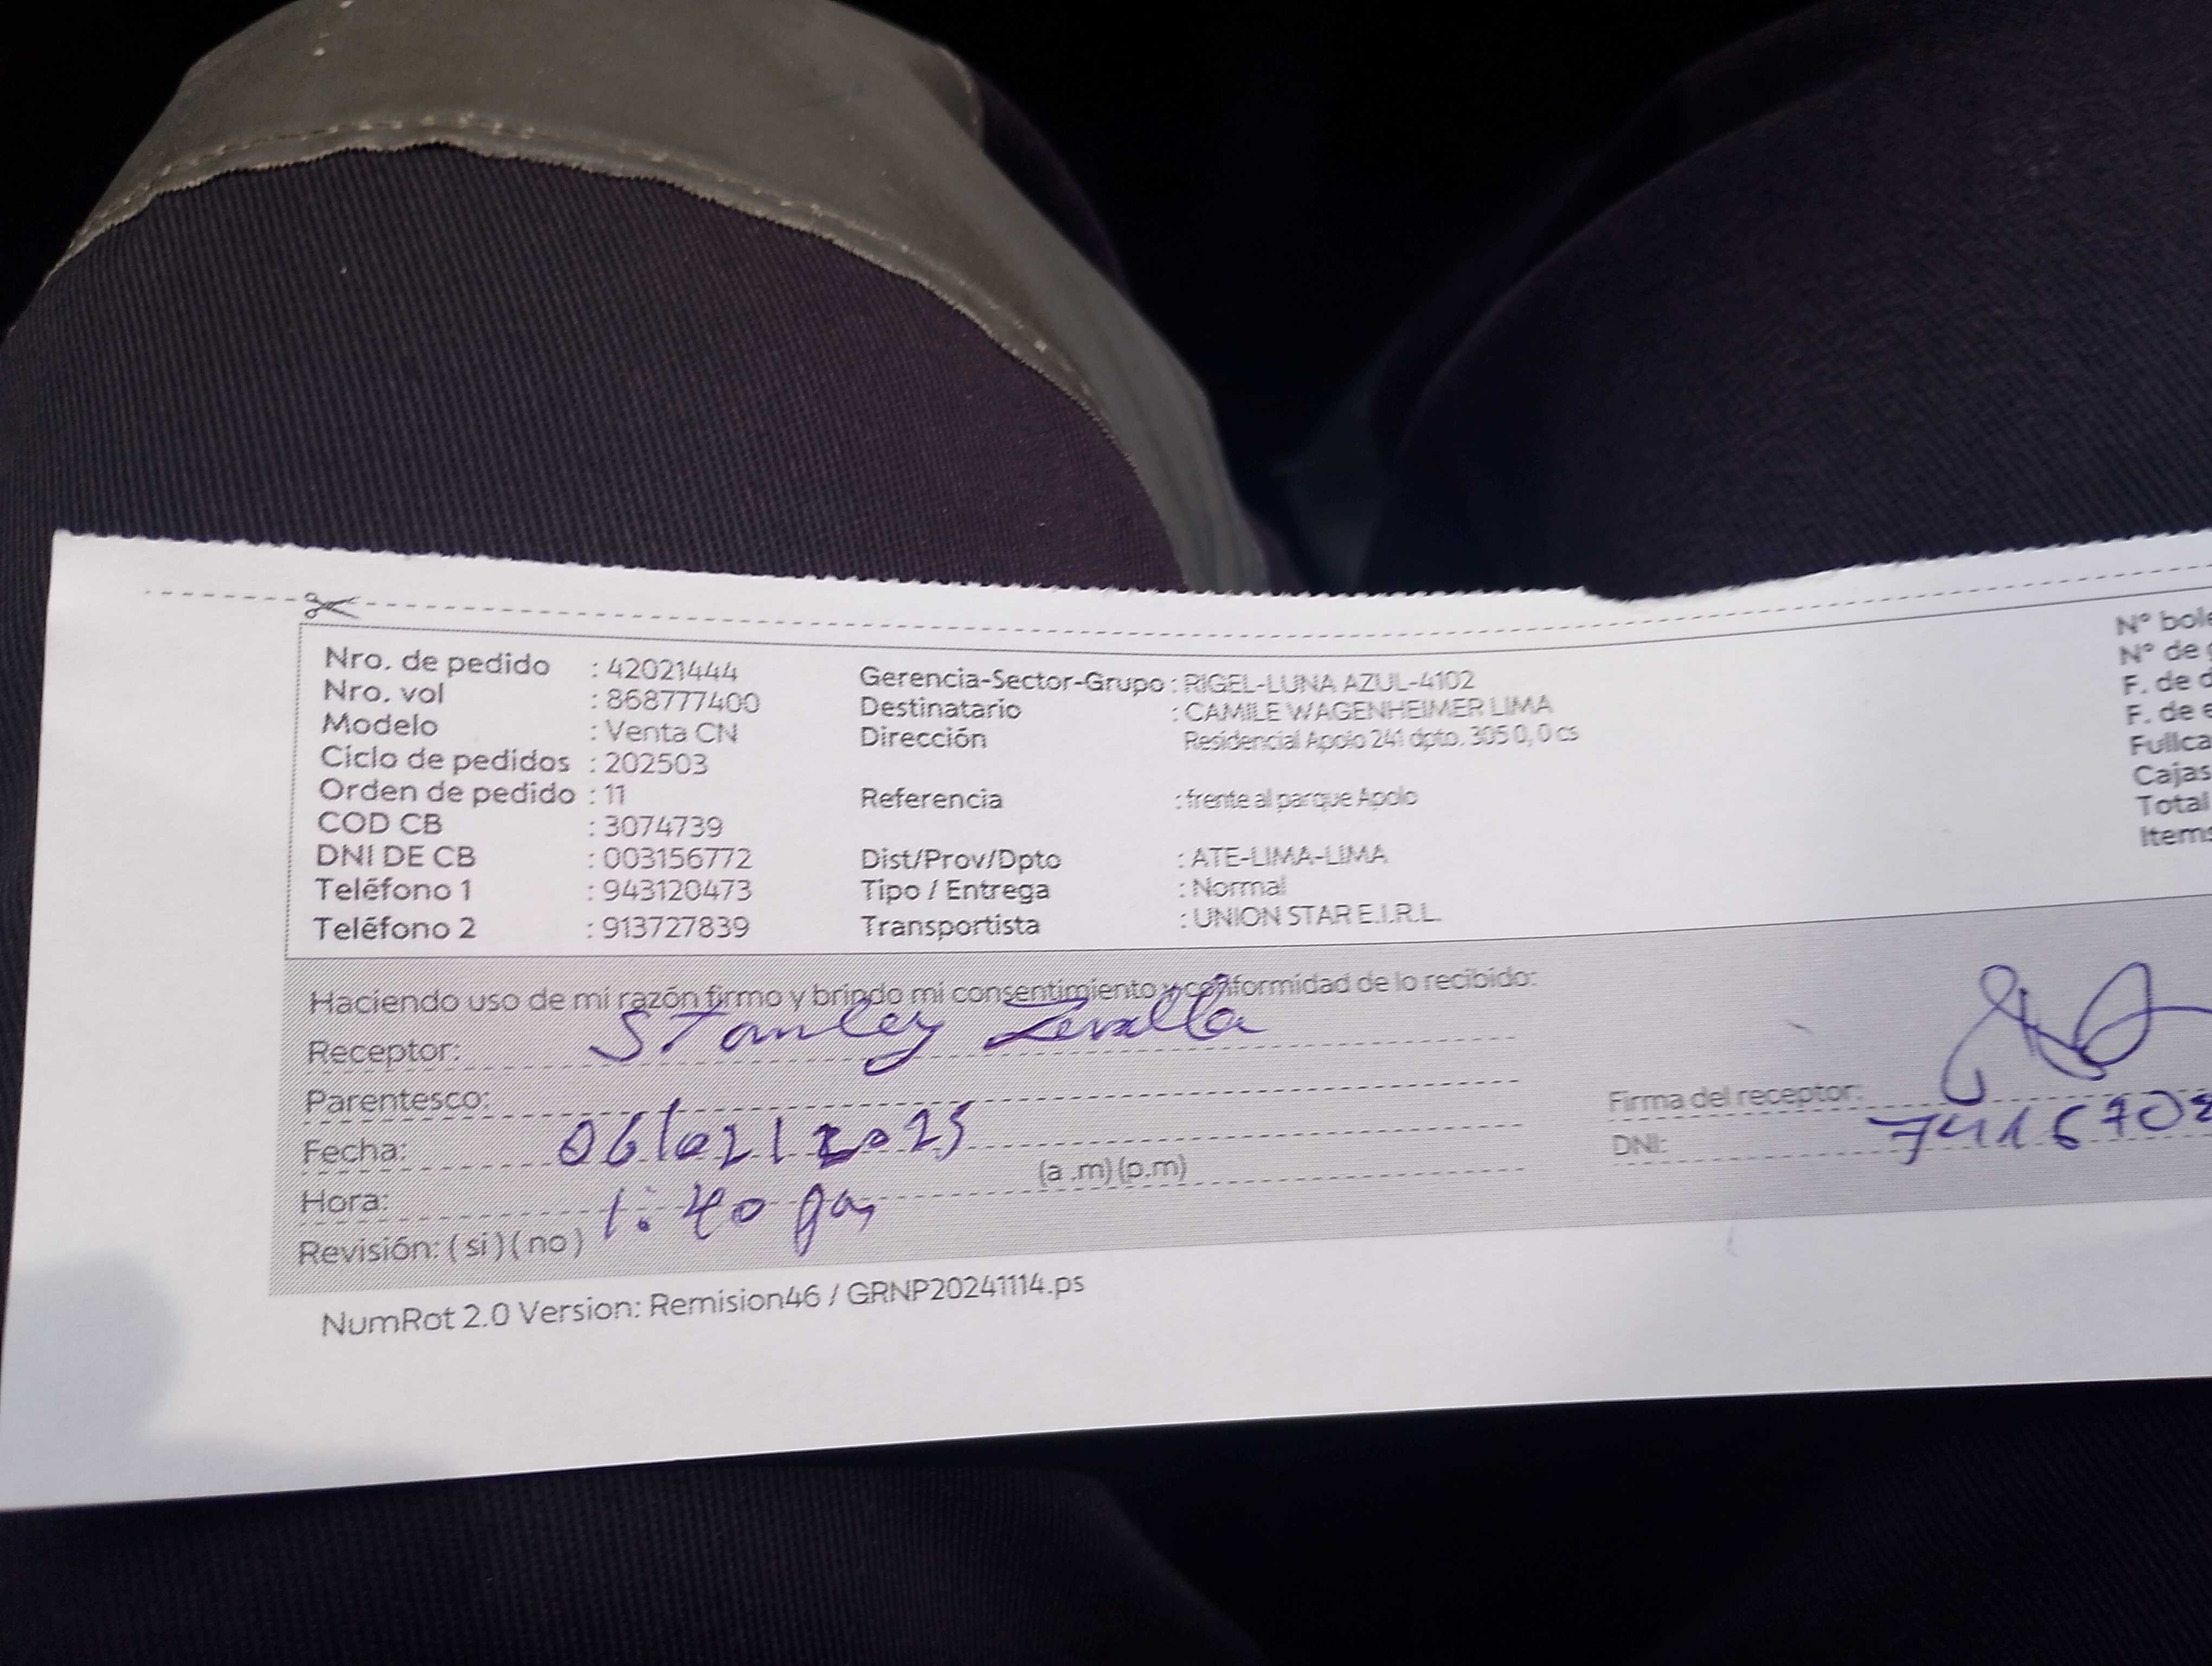 Nro. de pedido : 42021444 Gerencia-Sector-Grupo : RIGEL-LUNA AZUL-4102 N° bole
Nro. vol : 868777400 Destinatario : CAMILE WAGENHEIMER LIMA N° de
Modelo : Venta CN Dirección Residencial Apolo 241 dpto. 305 0, 0 cs F. de d
Ciclo de pedidos : 202503 F. de e
Orden de pedido : 11 Referencia : frente al parque Apolo Fullca
COD CB : 3074739 Cajas
DNI DE CB : 003156772 Dist/Prov/Dpto : ATE-LIMA-LIMA Total
Teléfono 1 : 943120473 Tipo / Entrega : Normal Items
Teléfono 2 : 913727839 Transportista : UNION STAR E.I.R.L.
Haciendo uso de mi razón firmo y brindo mi consentimiento y conformidad de lo recibido:
Receptor: Stanley
Parentesco: Firma del receptor:
Fecha: 06/02/2025 DNI: 7416702
Hora: 1:40 (a .m) (p.m)
Revisión: ( si ) ( no )
NumRot 2.0 Version: Remision46 / GRNP20241114.ps